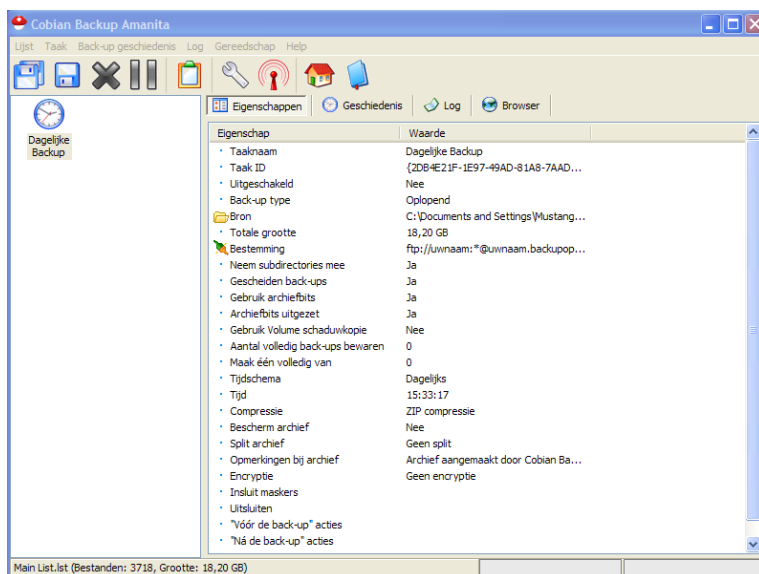 Cobian Backup Amanita
Lijst Taak Back-up geschiedenis Log Gereedschap Help
Eigenschappen Geschiedenis Log Browser
Dagelijke
Backup
Eigenschap Waarde
Taaknaam Dagelijke Backup
Taak ID {2DB4E21F-1E97-49AD-81A8-7AAD...
Uitgeschakeld Nee
Back-up type Oplopend
Bron C:\Documents and Settings\Mustang...
Totale grootte 18,20 GB
Bestemming ftp://uwnaam:*@uwnaam.backupop...
Neem subdirectories mee Ja
Gescheiden back-ups Ja
Gebruik archiefbits Ja
Archiefbits uitgezet Ja
Gebruik Volume schaduwkopie Nee
Aantal volledig back-ups bewaren 0
Maak één volledig van 0
Tijdschema Dagelijks
Tijd 15:33:17
Compressie ZIP compressie
Bescherm archief Nee
Split archief Geen split
Opmerkingen bij archief Archief aangemaakt door Cobian Ba...
Encryptie Geen encryptie
Insluit maskers
Uitsluiten
"Vóór de back-up" acties
"Ná de back-up" acties
Main List.lst (Bestanden: 3718, Grootte: 18,20 GB)